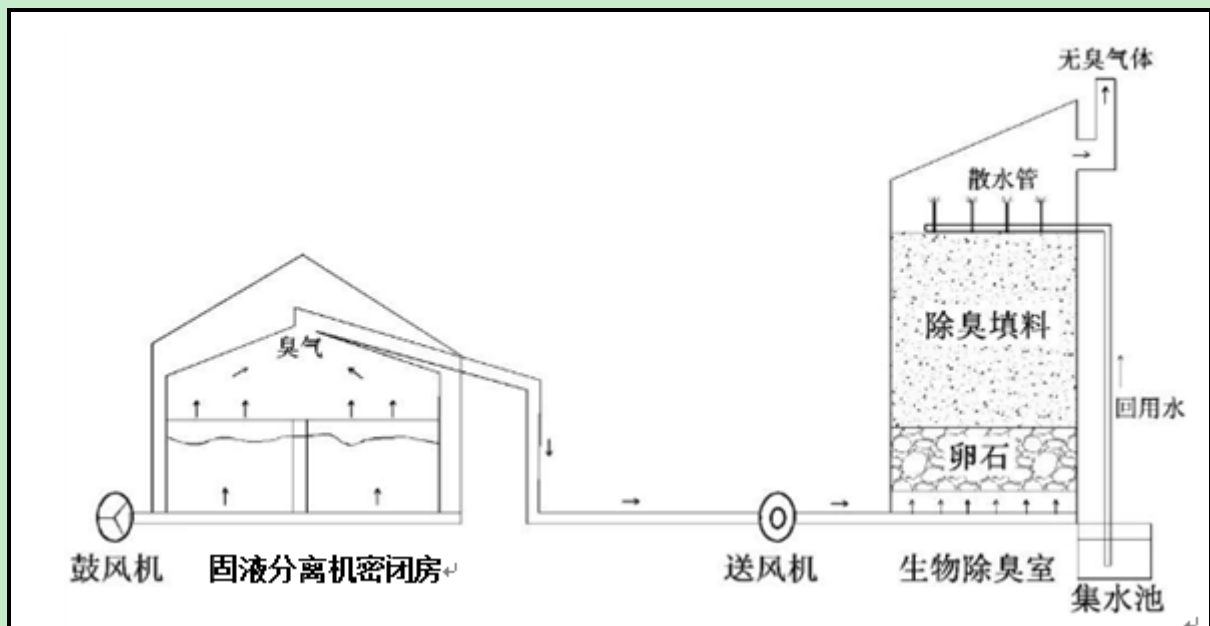 无臭气体
散水管
臭气
除臭填料
回用水
卵石
鼓风机
固液分离机密闭房
送风机
生物除臭室
集水池